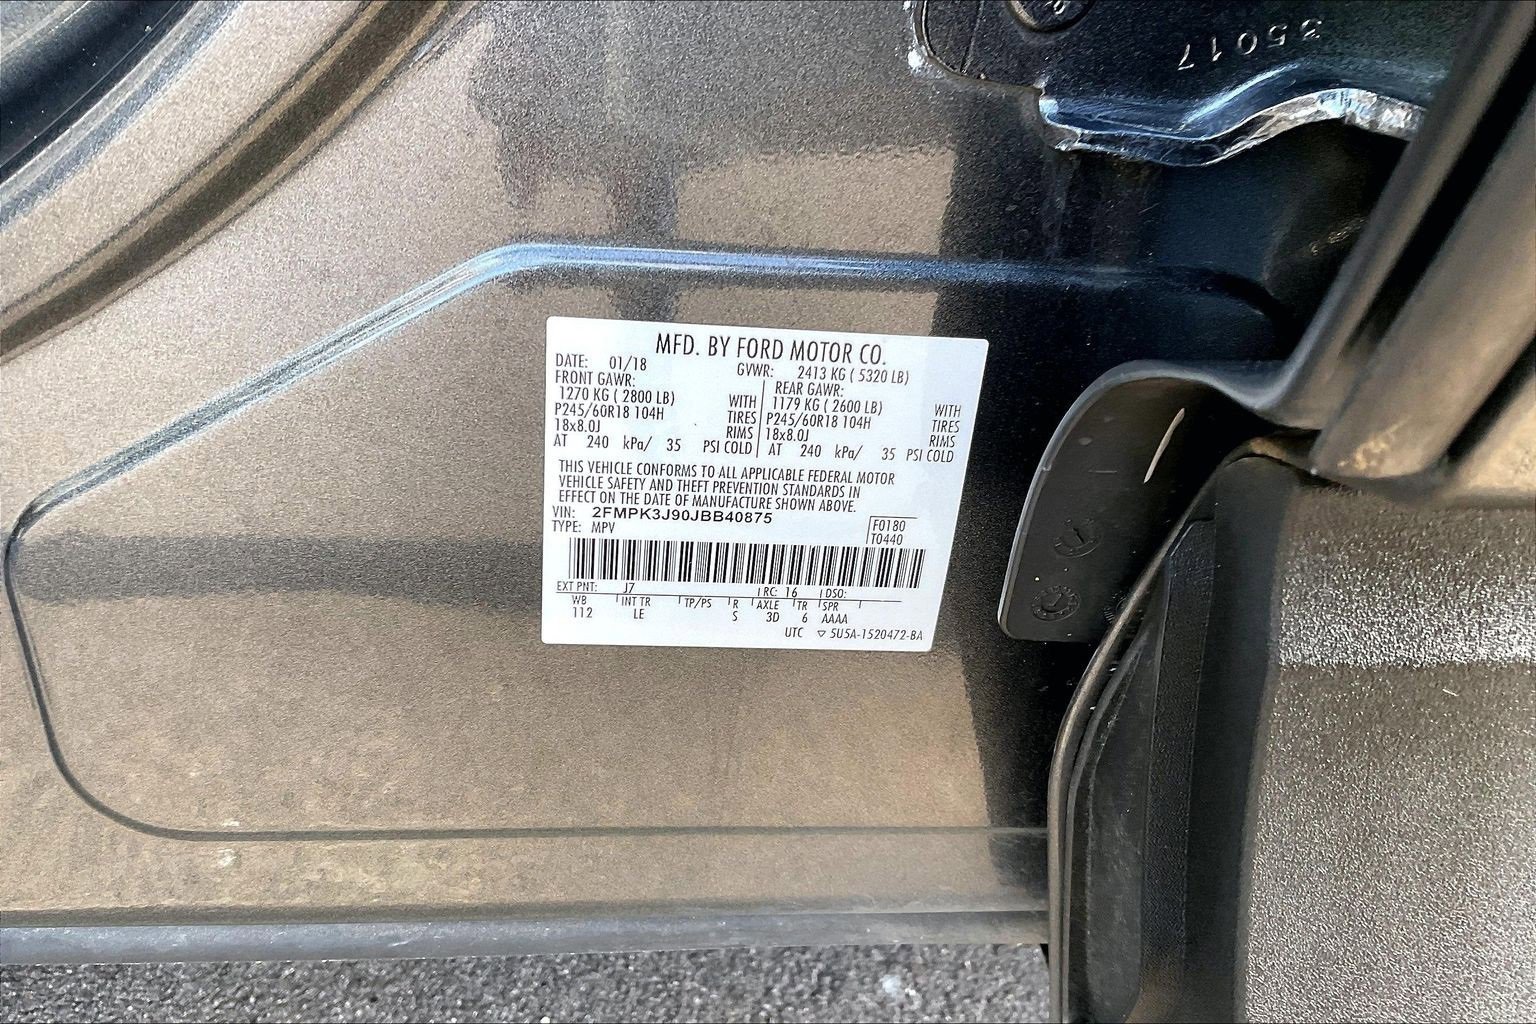 35017
MFD. BY FORD MOTOR CO.
DATE: 01/18 GVWR: 2413 KG ( 5320 LB)
FRONT GAWR: REAR GAWR:
1270 KG ( 2800 LB) WITH 1179 KG ( 2600 LB) WITH
P245/60R18 104H TIRES P245/60R18 104H TIRES
18x8.0J RIMS 18x8.0J RIMS
AT 240 kPa/ 35 PSI COLD AT 240 kPa/ 35 PSI COLD
THIS VEHICLE CONFORMS TO ALL APPLICABLE FEDERAL MOTOR
VEHICLE SAFETY AND THEFT PREVENTION STANDARDS IN
EFFECT ON THE DATE OF MANUFACTURE SHOWN ABOVE.
VIN: 2FMPK3J90JBB40875
TYPE: MPV F0180
T0440
EXT PNT: J7 RC: 16 DSO:
WB INT TR TP/PS R AXLE TR SPR
112 LE S 3D 6 AAAA
UTC ▽ 5U5A-1520472-BA